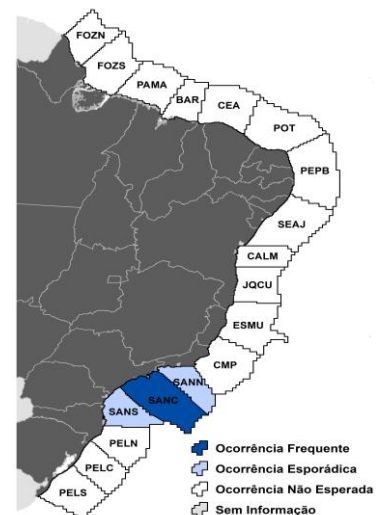 FOZN
FOZS
PAMA
BAR
CEA
POT
PEPB
SEAJ
CALM
JQCU
ESMU
CMP
SANN
SANC
SANS
PELN
PELC
PELS
Ocorrência Frequente
Ocorrência Esporádica
Ocorrência Não Esperada
Sem Informação